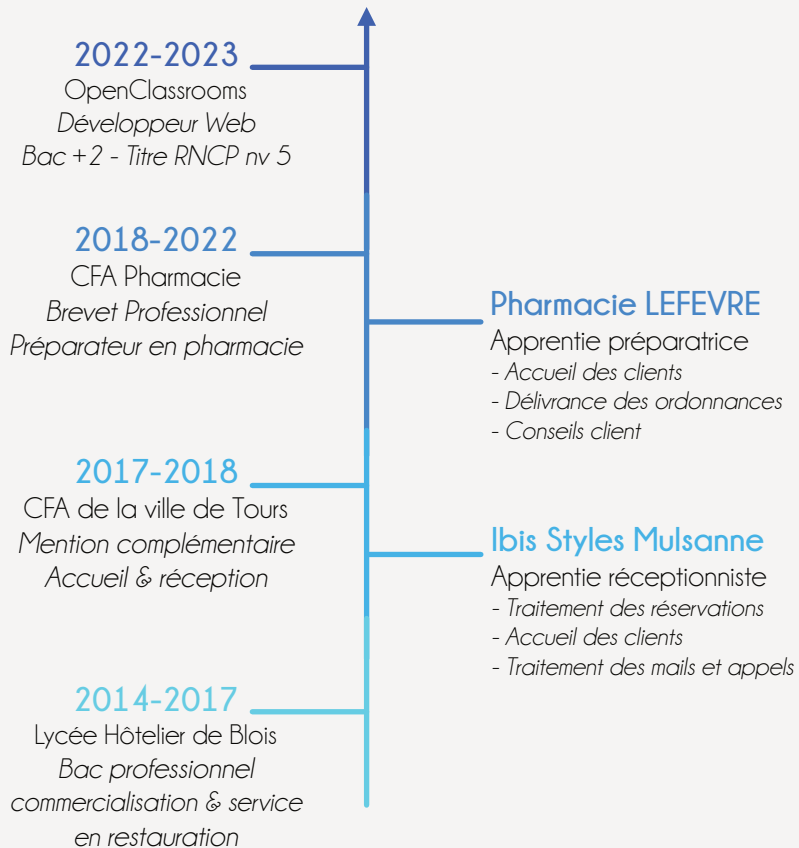 2022-2023
OpenClassrooms
Développeur Web
Bac +2 - Titre RNCP nv 5
2018-2022
CFA Pharmacie
Brevet Professionnel
Préparateur en pharmacie
Pharmacie LEFEVRE
Apprentie préparatrice
- Accueil des clients
- Délivrance des ordonnances
- Conseils client
2017-2018
CFA de la ville de Tours
Mention complémentaire
Accueil & réception
Ibis Styles Mulsanne
Apprentie réceptionniste
- Traitement des réservations
- Accueil des clients
- Traitement des mails et appels
2014-2017
Lycée Hôtelier de Blois
Bac professionnel
commercialisation & service
en restauration